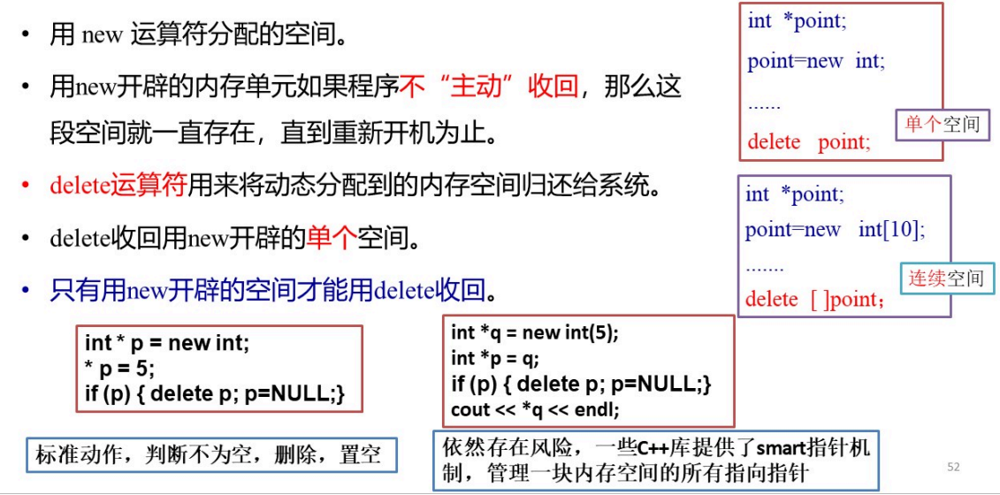 • 用 new 运算符分配的空间。
• 用new开辟的内存单元如果程序不“主动”收回，那么这
段空间就一直存在，直到重新开机为止。
• delete运算符用来将动态分配到的内存空间归还给系统。
• delete收回用new开辟的单个空间。
• 只有用new开辟的空间才能用delete收回。
int *point;
point=new int;
......
delete point;
单个空间
int *point;
point=new int[10];
.......
delete [ ]point；
连续空间
int * p = new int;
* p = 5;
if (p) { delete p; p=NULL;}
标准动作，判断不为空，删除，置空
int *q = new int(5);
int *p = q;
if (p) { delete p; p=NULL;}
cout << *q << endl;
依然存在风险，一些C++库提供了smart指针机
制，管理一块内存空间的所有指向指针
52